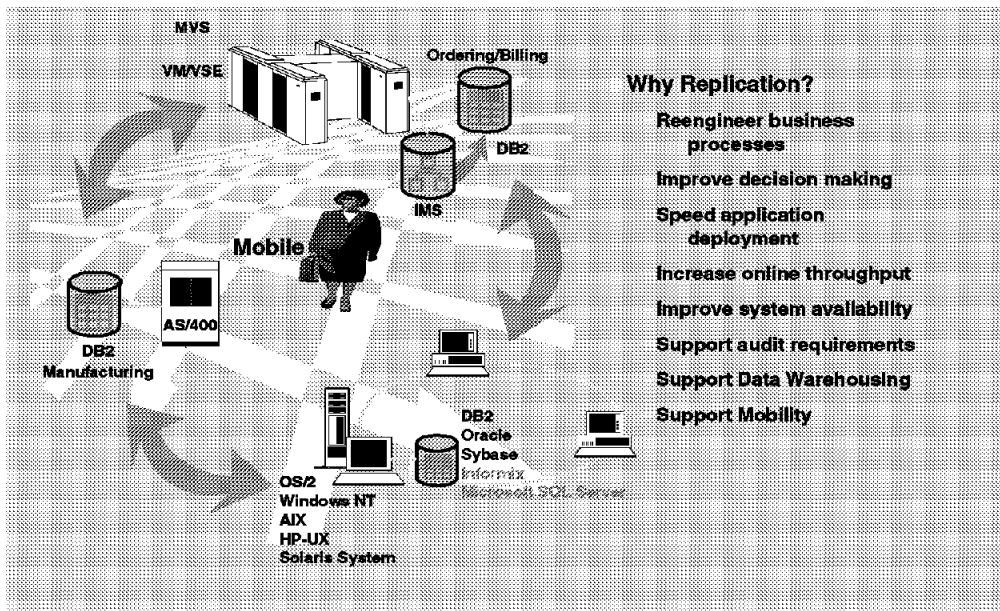 MVS
VM/VSE
Ordering/Billing
DB2
IMS
Mobile
AS/400
DB2
Manufacturing
DB2
Oracle
Sybase
Informix
Microsoft SQL Server
OS/2
Windows NT
AIX
HP-UX
Solaris System
Why Replication?
Reengineer business
processes
Improve decision making
Speed application
deployment
Increase online throughput
Improve system availability
Support audit requirements
Support Data Warehousing
Support Mobility